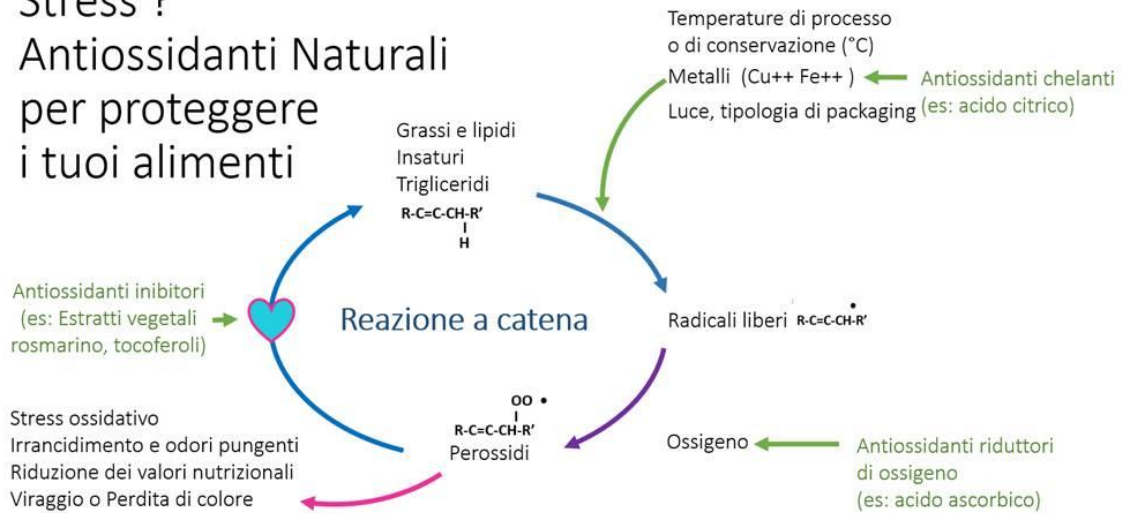 Stress ?
Antiossidanti Naturali
per proteggere
i tuoi alimenti
Temperature di processo
o di conservazione (°C)
Metalli (Cu++ Fe++ )
Luce, tipologia di packaging
Antiossidanti chelanti
(es: acido citrico)
Grassi e lipidi
Insaturi
Trigliceridi
R-C=C-CH-R'
H
Antiossidanti inibitori
(es: Estratti vegetali
rosmarino, tocoferoli)
Reazione a catena
Radicali liberi R-C=C-CH-R'
OO •
R-C=C-CH-R'
Perossidi
Ossigeno
Antiossidanti riduttori
di ossigeno
(es: acido ascorbico)
Stress ossidativo
Irrancidimento e odori pungenti
Riduzione dei valori nutrizionali
Viraggio o Perdita di colore